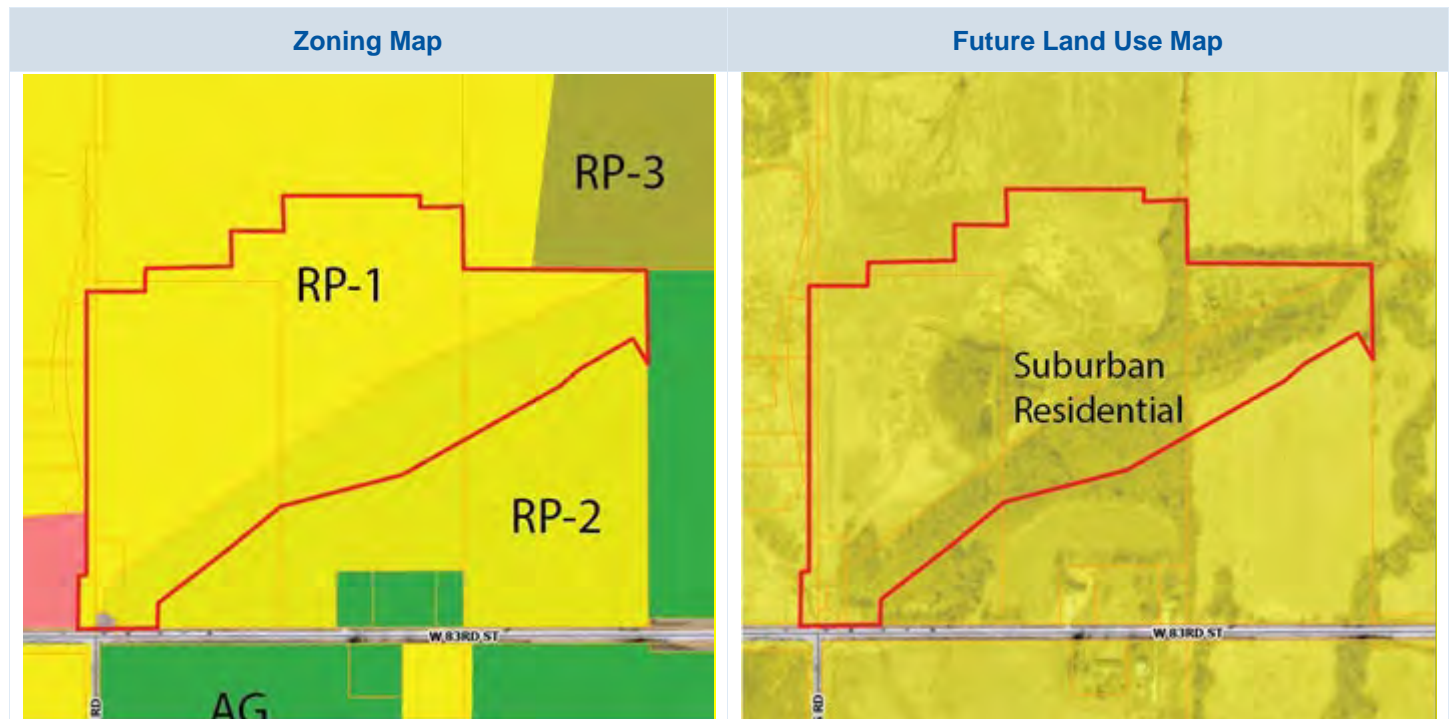 Zoning Map
Future Land Use Map
RP-3
RP-1
RP-2
W 83RD ST
AG
RD
Suburban
Residential
W 83RD ST
RD